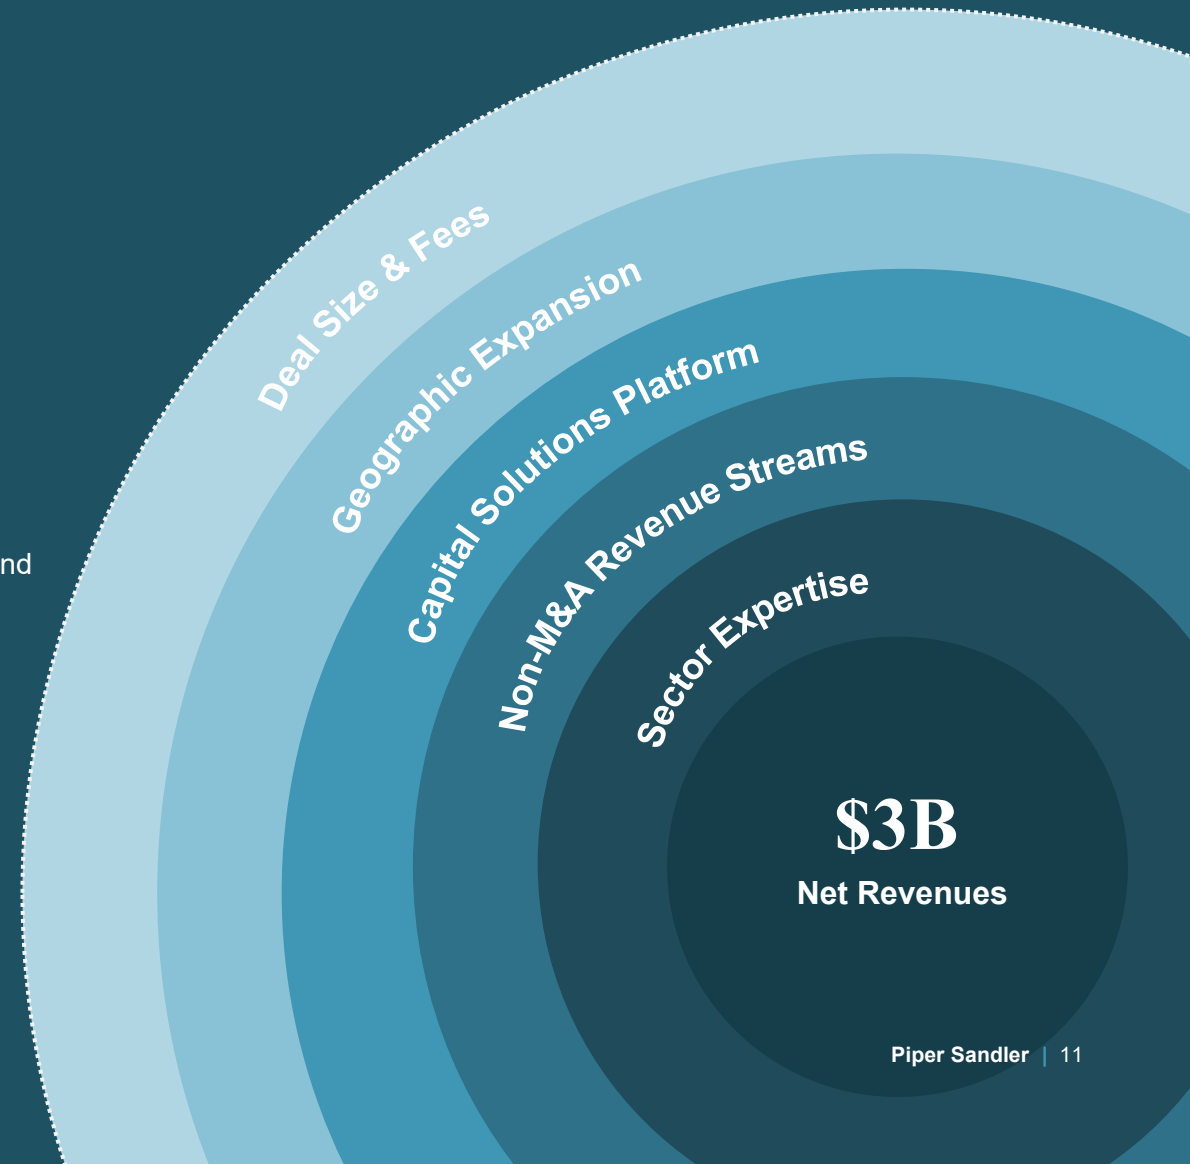 Deal Size & Fees
Geographic Expansion
Capital Solutions Platform
Non-M&A Revenue Streams
Sector Expertise
nd
$3B
Net Revenues
Piper Sandler | 11